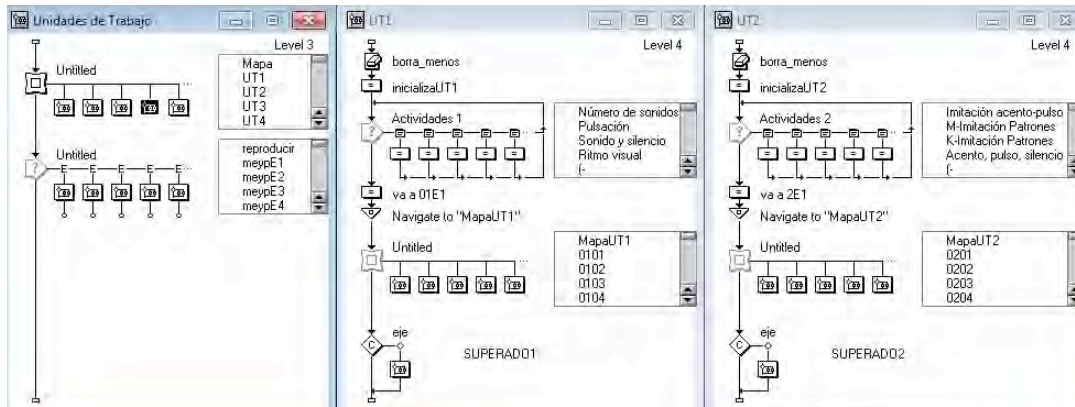 Unidades de Trabajo
Level 3
Untitled
Mapa
UT1
UT2
UT3
UT4
Untitled
reproducir
meypE1
meypE2
meypE3
meypE4
? E E E E E
UT1
Level 4
borra_menos
= inicializaUT1
Actividades 1
Número de sonidos
Pulsación
Sonido y silencio
Ritmo visual
(-
?
= = = = =
= va a 01E1
Navigate to "MapaUT1"
Untitled
MapaUT1
0101
0102
0103
0104
eje
C
SUPERADO1
UT2
Level 4
borra_menos
= inicializaUT2
Actividades 2
Imitación acento-pulso
M-Imitación Patrones
K-Imitación Patrones
Acento, pulso, silencio
(-
?
= = = = =
= va a 2E1
Navigate to "MapaUT2"
Untitled
MapaUT2
0201
0202
0203
0204
eje
C
SUPERADO2